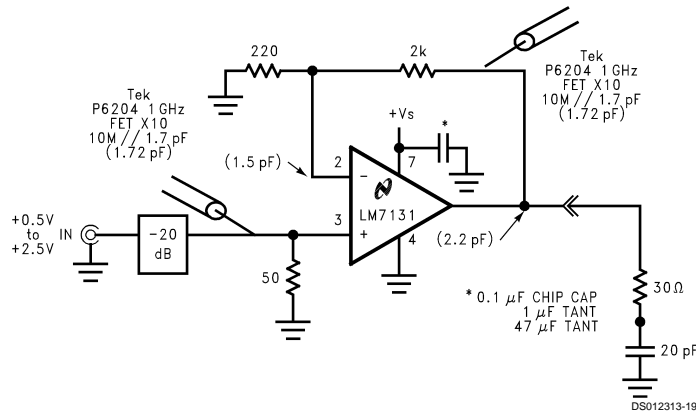 220
2k
Tek
P6204 1 GHz
FET X10
10M // 1.7 pF
(1.72 pF)
Tek
P6204 1 GHz
FET X10
10M // 1.7 pF
(1.72 pF)
+Vs
*
(1.5 pF)
2
7
-
LM7131
3
+
4
(2.2 pF)
+0.5V
to
+2.5V
IN
-20
dB
50
* 0.1 µF CHIP CAP
1 µF TANT
47 µF TANT
30Ω
20 pF
DS012313-19